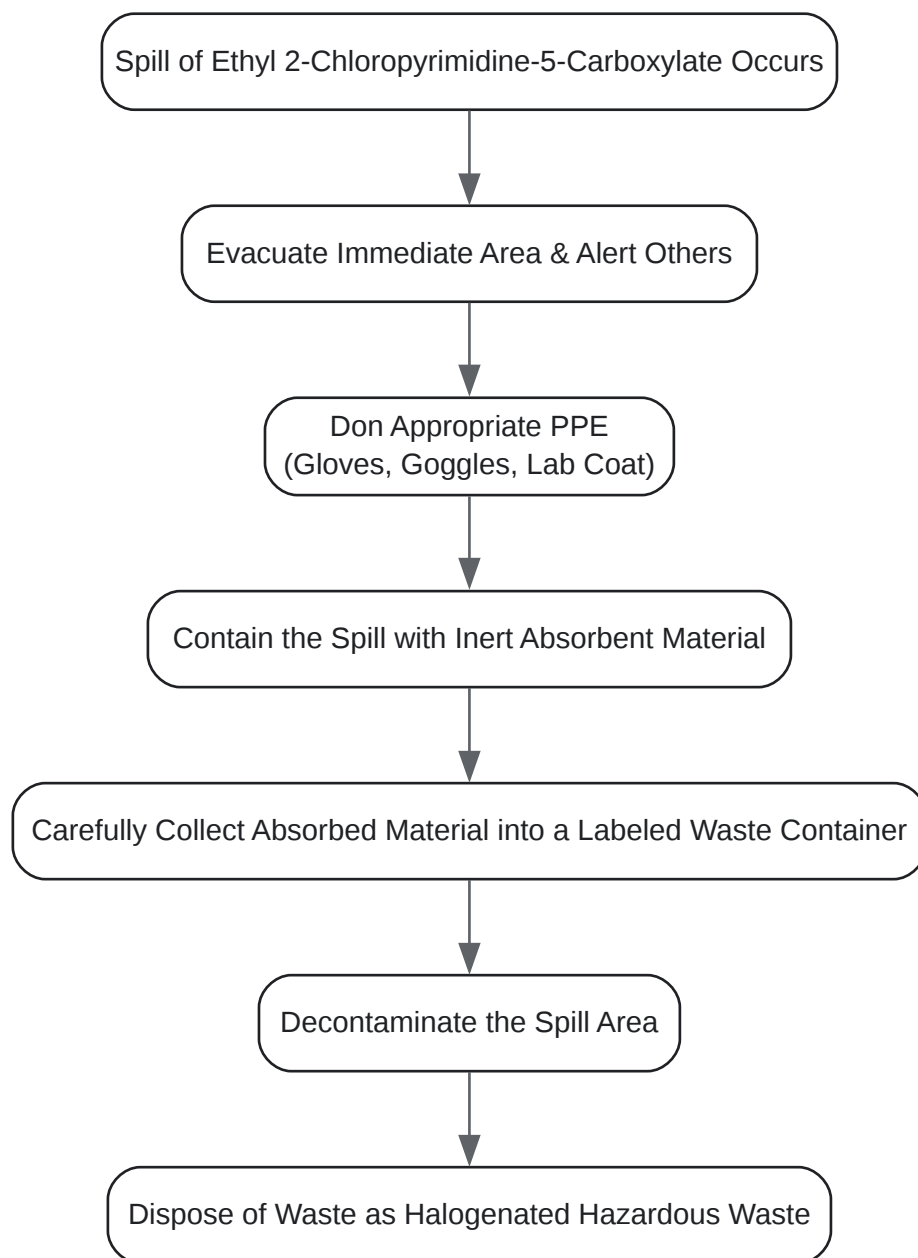 Spill of Ethyl 2-Chloropyrimidine-5-Carboxylate Occurs
Evacuate Immediate Area & Alert Others
Don Appropriate PPE
(Gloves, Goggles, Lab Coat)
Contain the Spill with Inert Absorbent Material
Carefully Collect Absorbed Material into a Labeled Waste Container
Decontaminate the Spill Area
Dispose of Waste as Halogenated Hazardous Waste